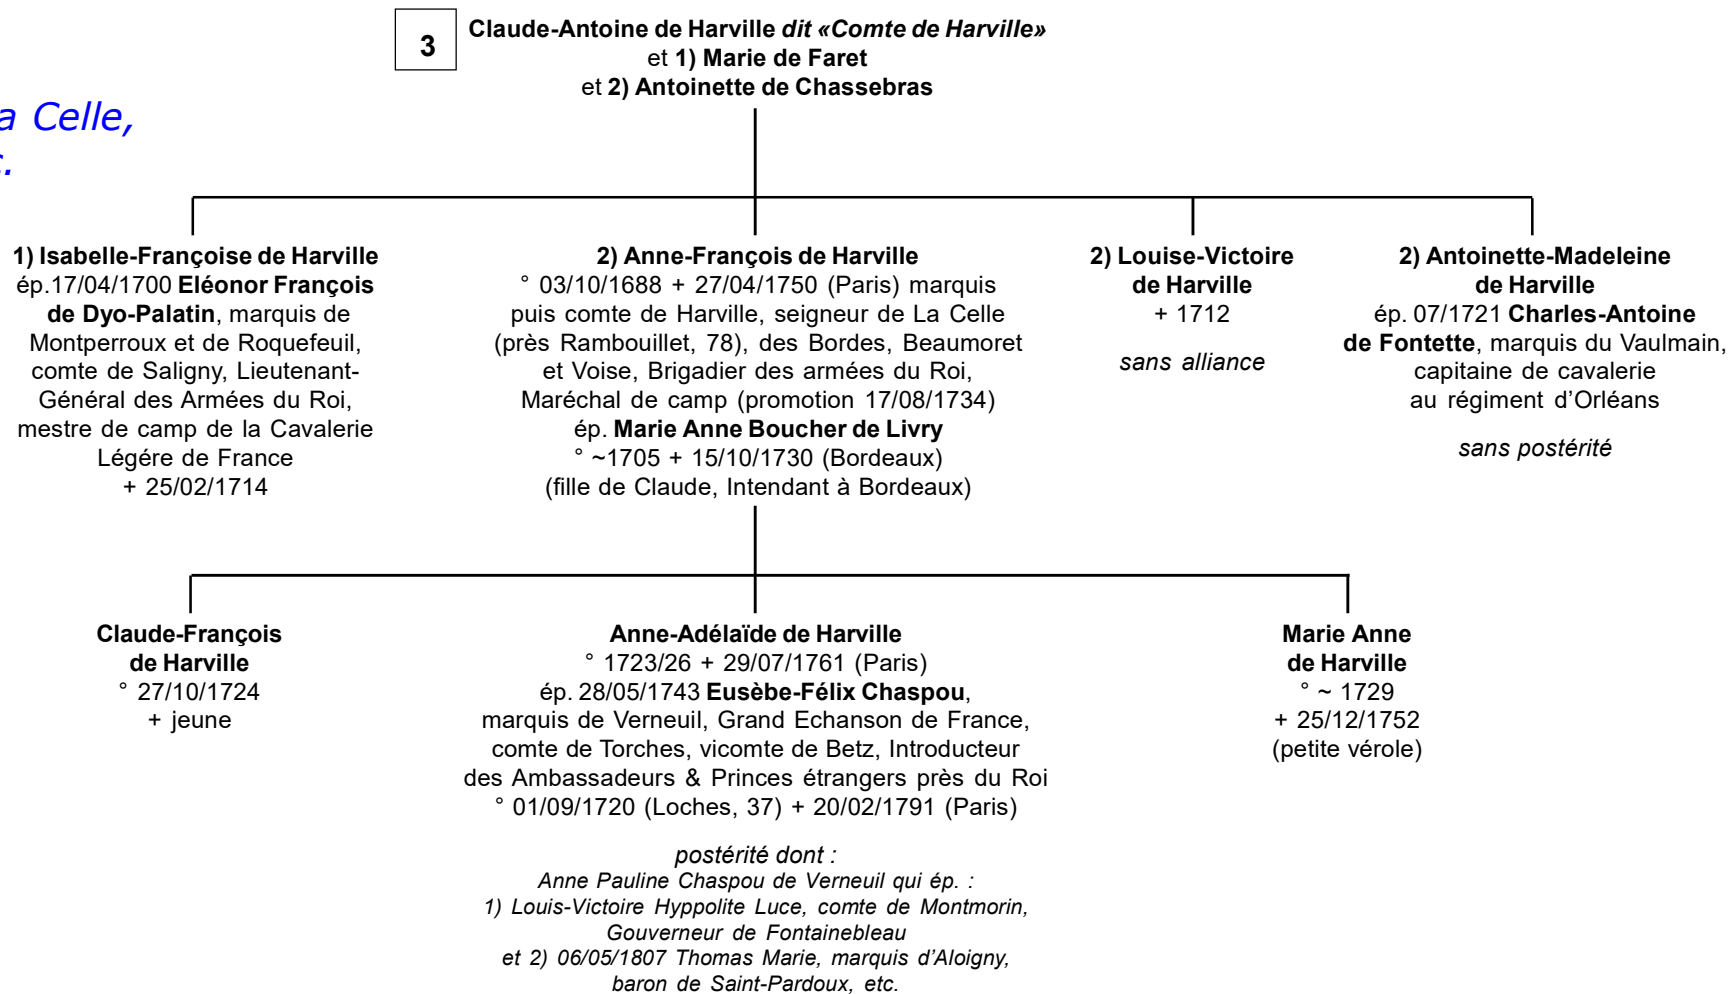 3
Claude-Antoine de Harville dit «Comte de Harville»
et 1) Marie de Faret
et 2) Antoinette de Chassebras
a Celle,
1) Isabelle-Françoise de Harville
ép.17/04/1700 Eléonor François
de Dyo-Palatin, marquis de
Montperroux et de Roquefeuil,
comte de Saligny, Lieutenant-
Général des Armées du Roi,
mestre de camp de la Cavalerie
Légére de France
+ 25/02/1714
2) Anne-François de Harville
° 03/10/1688 + 27/04/1750 (Paris) marquis
puis comte de Harville, seigneur de La Celle
(près Rambouillet, 78), des Bordes, Beaumoret
et Voise, Brigadier des armées du Roi,
Maréchal de camp (promotion 17/08/1734)
ép. Marie Anne Boucher de Livry
° ~1705 + 15/10/1730 (Bordeaux)
(fille de Claude, Intendant à Bordeaux)
2) Louise-Victoire
de Harville
+ 1712
sans alliance
2) Antoinette-Madeleine
de Harville
ép. 07/1721 Charles-Antoine
de Fontette, marquis du Vaulmain,
capitaine de cavalerie
au régiment d’Orléans
sans postérité
Claude-François
de Harville
° 27/10/1724
+ jeune
Anne-Adélaïde de Harville
° 1723/26 + 29/07/1761 (Paris)
ép. 28/05/1743 Eusèbe-Félix Chaspou,
marquis de Verneuil, Grand Echanson de France,
comte de Torches, vicomte de Betz, Introducteur
des Ambassadeurs & Princes étrangers près du Roi
° 01/09/1720 (Loches, 37) + 20/02/1791 (Paris)
postérité dont :
Anne Pauline Chaspou de Verneuil qui ép. :
1) Louis-Victoire Hyppolite Luce, comte de Montmorin,
Gouverneur de Fontainebleau
et 2) 06/05/1807 Thomas Marie, marquis d’Aloigny,
baron de Saint-Pardoux, etc.
Marie Anne
de Harville
° ~ 1729
+ 25/12/1752
(petite vérole)